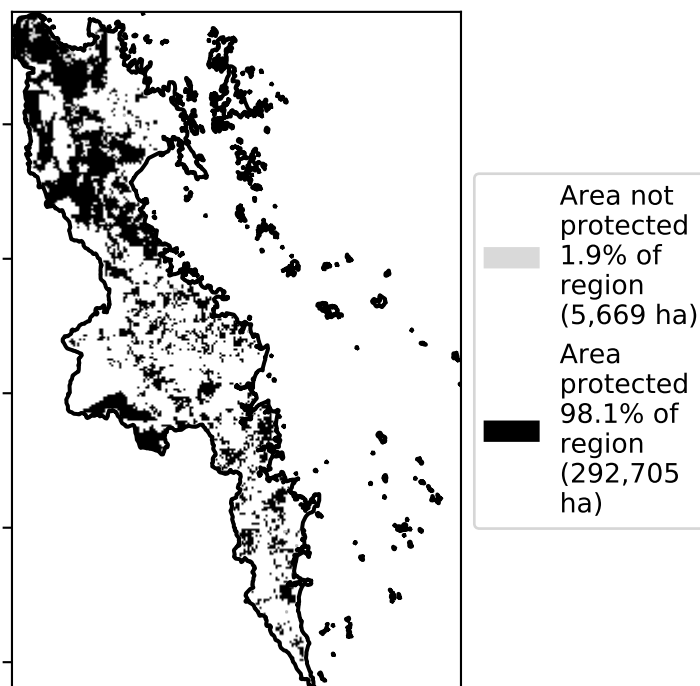 Area not
protected
1.9% of
region
(5,669 ha)
Area
protected
98.1% of
region
(292,705
ha)